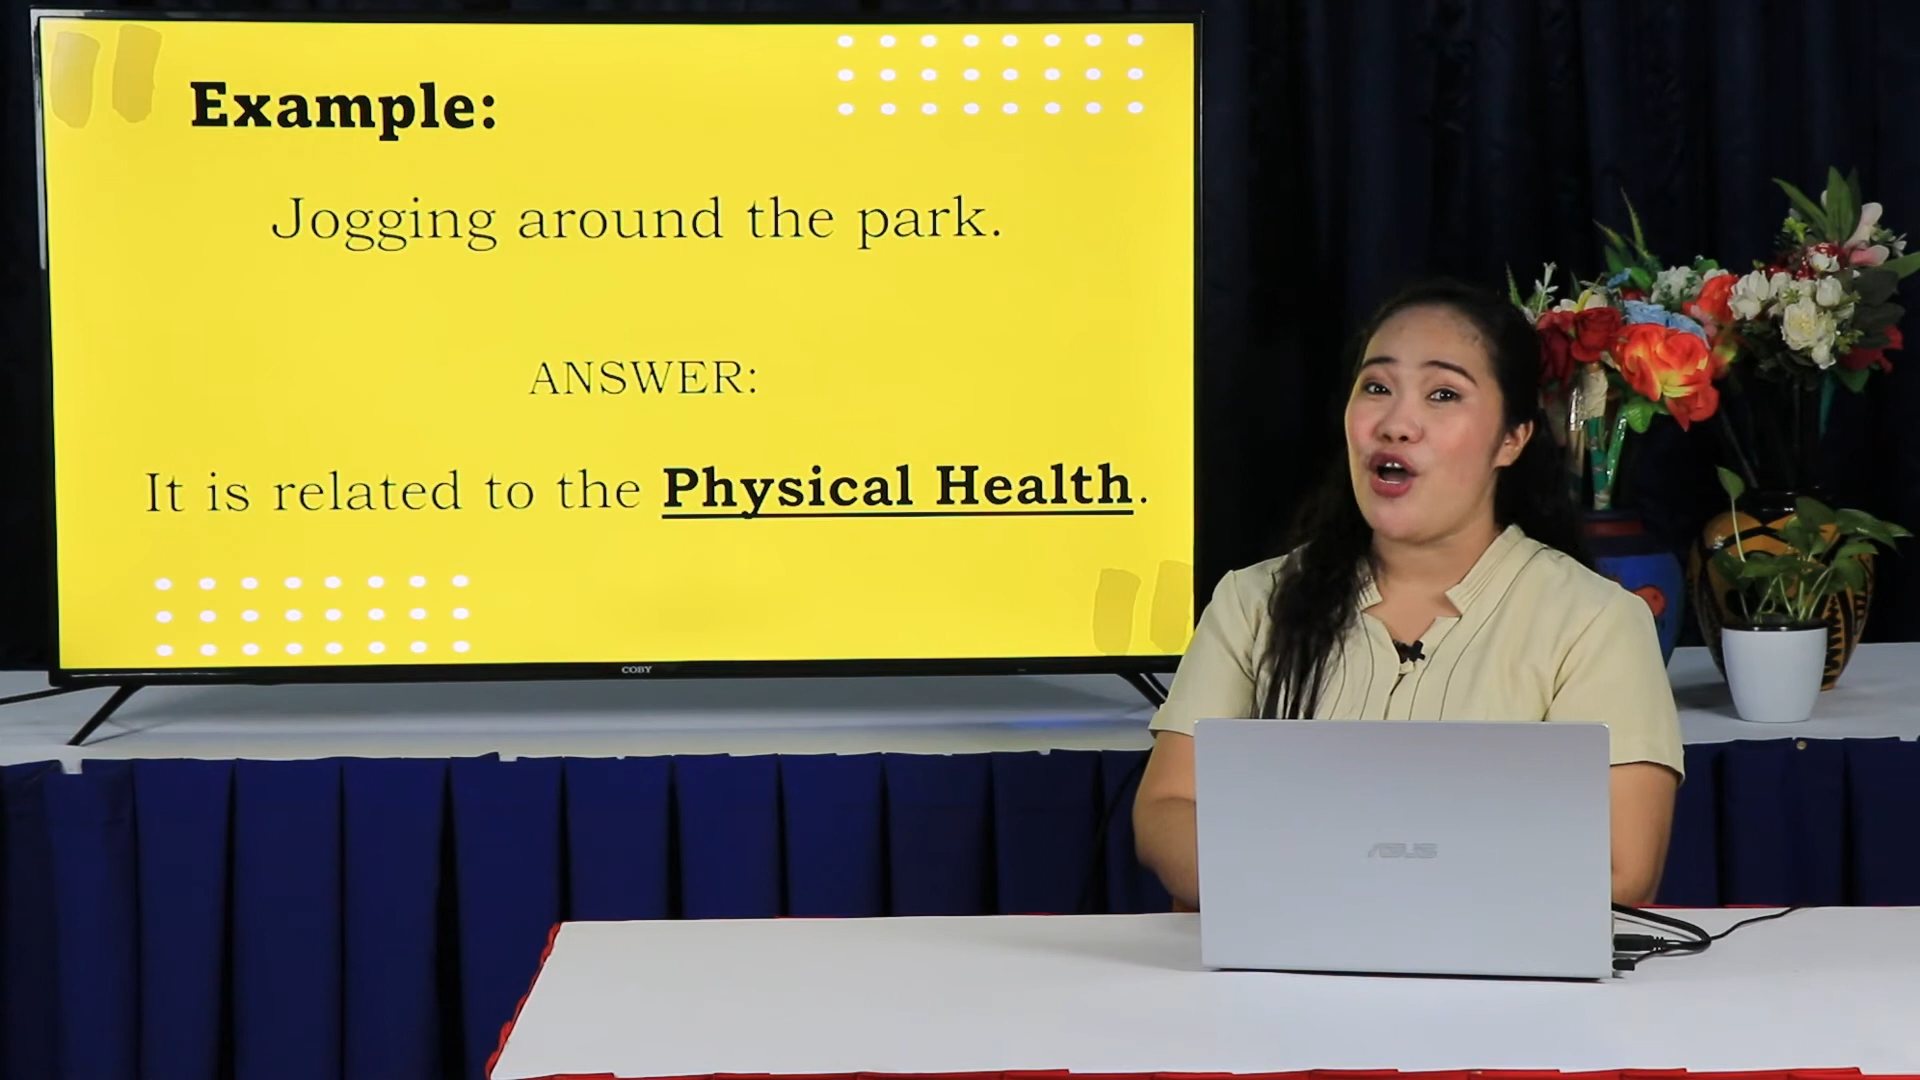 Example:
Jogging around the park.
ANSWER:
It is related to the Physical Health.
COBY
ASUS